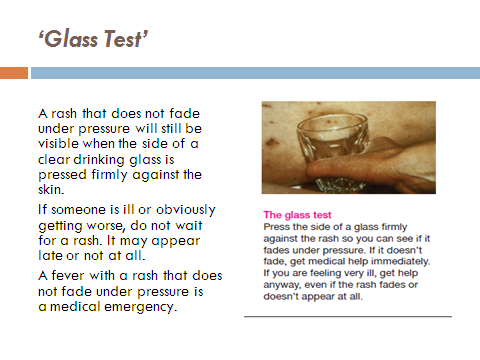 ‘Glass Test’
A rash that does not fade
under pressure will still be
visible when the side of a
clear drinking glass is
pressed firmly against the
skin.
If someone is ill or obviously
getting worse, do not wait
for a rash. It may appear
late or not at all.
A fever with a rash that does
not fade under pressure is
a medical emergency.
The glass test
Press the side of a glass firmly
against the rash so you can see if it
fades under pressure. If it doesn't
fade, get medical help immediately.
If you are feeling very ill, get help
anyway, even if the rash fades or
doesn't appear at all.